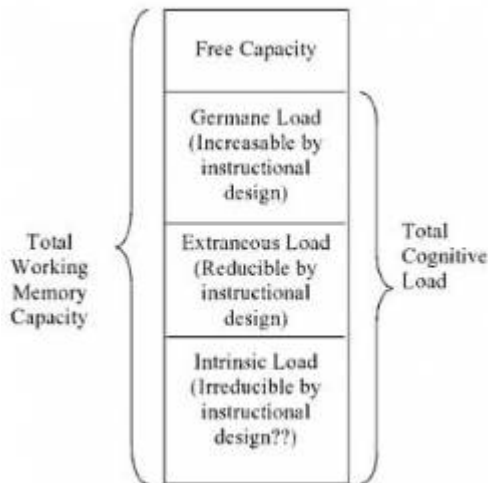 Free Capacity
Germane Load
(Increasable by
instructional
design)
Extraneous Load
(Reducible by
instructional
design)
Intrinsic Load
(Irreducible by
instructional
design??)
Total
Working
Memory
Capacity
Total
Cognitive
Load